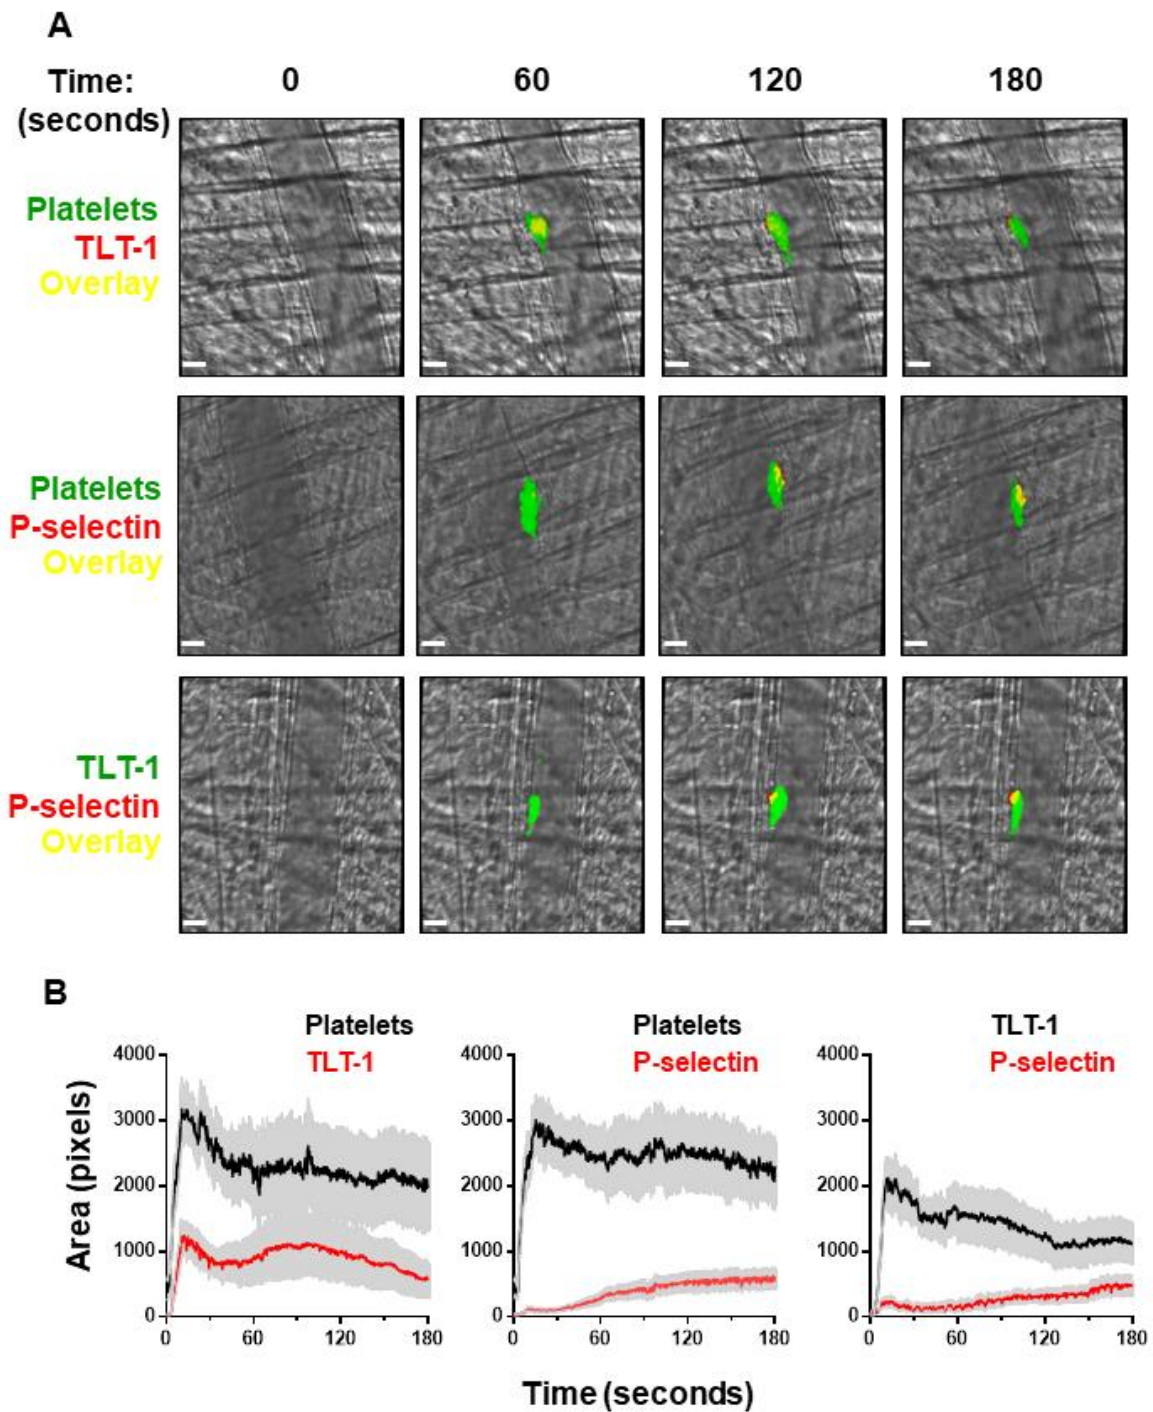 A
Time: 0 60 120 180
(seconds)
Platelets
TLT-1
Overlay
Platelets
P-selectin
Overlay
TLT-1
P-selectin
Overlay
B
Platelets Platelets TLT-1
TLT-1 P-selectin P-selectin
4000 4000 4000
3000 3000 3000
2000 2000 2000
1000 1000 1000
0 0 0
0 60 120 180 0 60 120 180 0 60 120 180
Area (pixels)
Time (seconds)